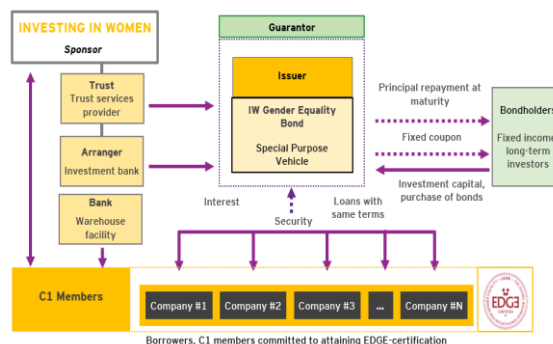 INVESTING IN WOMEN
Sponsor
Trust
Trust services
provider
Arranger
Investment bank
Bank
Warehouse
facility
Guarantor
Issuer
IW Gender Equality
Bond
Special Purpose
Vehicle
Principal repayment at
maturity
Fixed coupon
Investment capital,
purchase of bonds
Bondholders
Fixed income,
long-term
investors
Interest
Security
Loans with
same terms
C1 Members
Company #1
Company #2
Company #3
...
Company #N
EDGE
Borrowers, C1 members committed to attaining EDGE-certification